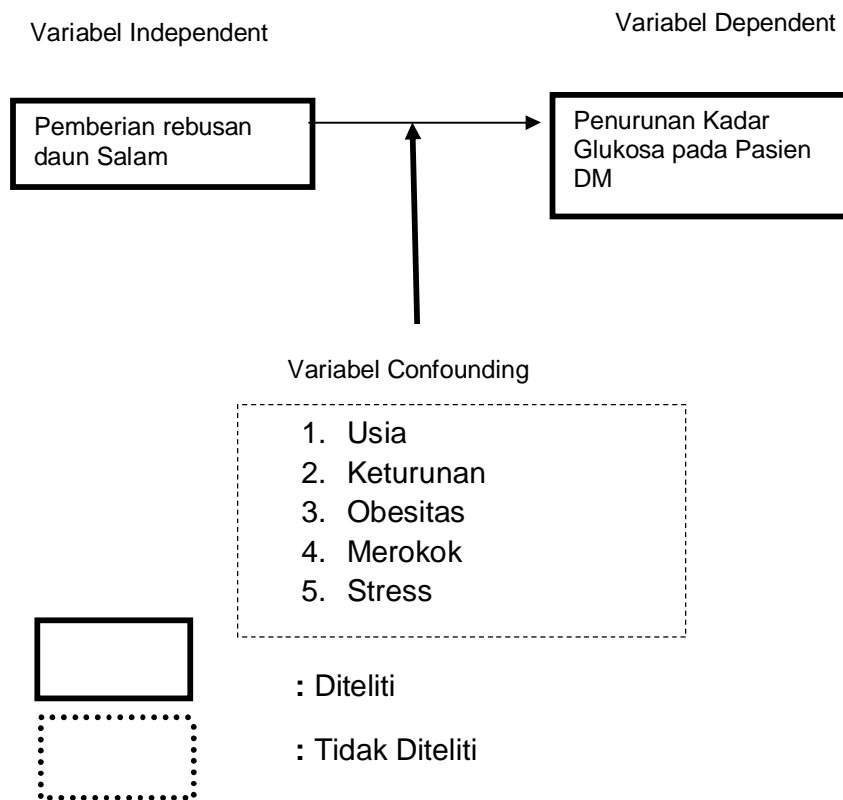 Variabel Independent
Variabel Dependent
Pemberian rebusan
daun Salam
Penurunan Kadar
Glukosa pada Pasien
DM
Variabel Confounding
1. Usia
2. Keturunan
3. Obesitas
4. Merokok
5. Stress
: Diteliti
: Tidak Diteliti